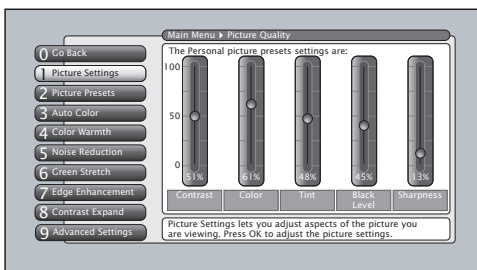 Main Menu ▶ Picture Quality
0 Go Back
1 Picture Settings
2 Picture Presets
3 Auto Color
4 Color Warmth
5 Noise Reduction
6 Green Stretch
7 Edge Enhancement
8 Contrast Expand
9 Advanced Settings
The Personal picture presets settings are:
100
50
0
51% 61% 48% 45% 13%
Contrast Color Tint Black Level Sharpness
Picture Settings lets you adjust aspects of the picture you
are viewing. Press OK to adjust the picture settings.